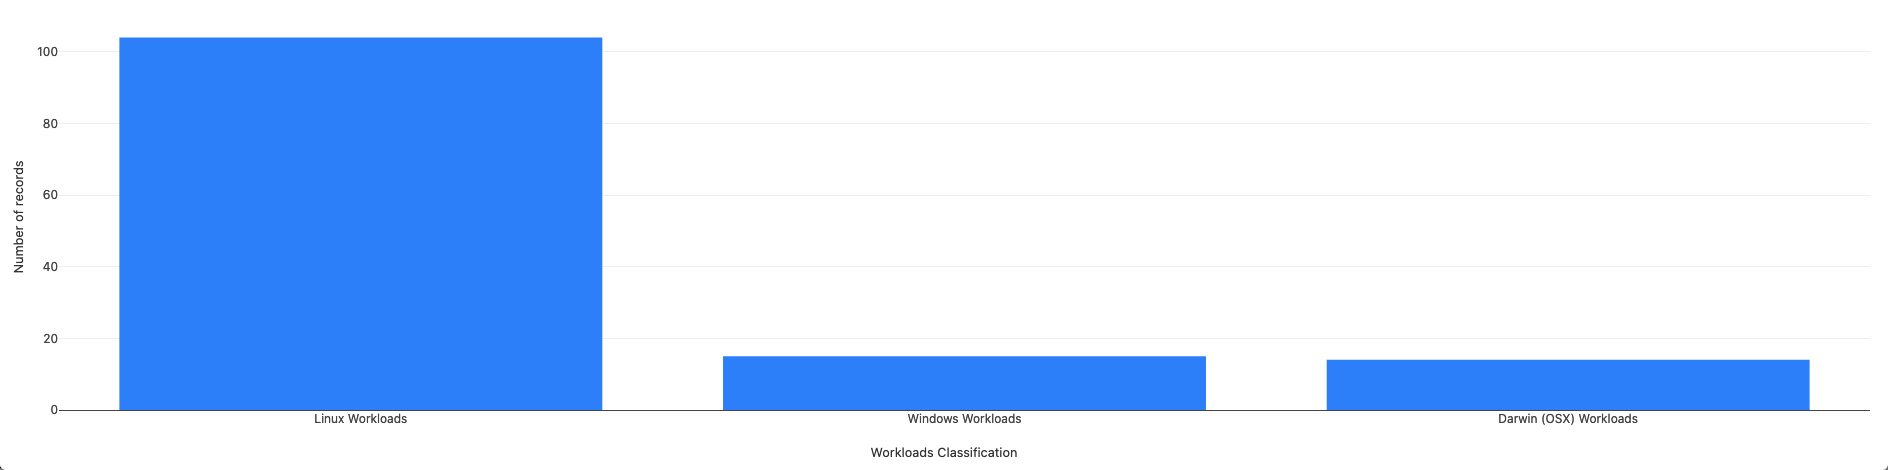 Number of records
100
80
60
40
20
0
Linux Workloads
Windows Workloads
Darwin (OSX) Workloads
Workloads Classification